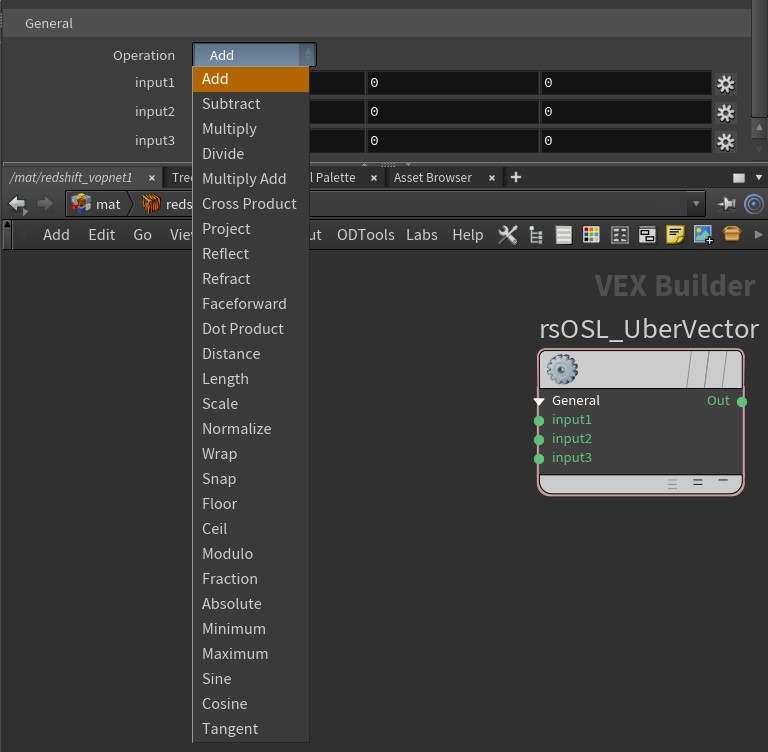 General
Operation Add
input1 0 0
input2 0 0
input3 0 0
Add
Subtract
Multiply
Divide
Multiply Add
Cross Product
Project
Reflect
Refract
Faceforward
Dot Product
Distance
Length
Scale
Normalize
Wrap
Snap
Floor
Ceil
Modulo
Fraction
Absolute
Minimum
Maximum
Sine
Cosine
Tangent
/mat/redshift_vopnet1 × Tree × Palette × Asset Browser × +
mat reds
Add Edit Go ODTools Labs Help
VEX Builder
rsOSL_UberVector
General Out
input1
input2
input3